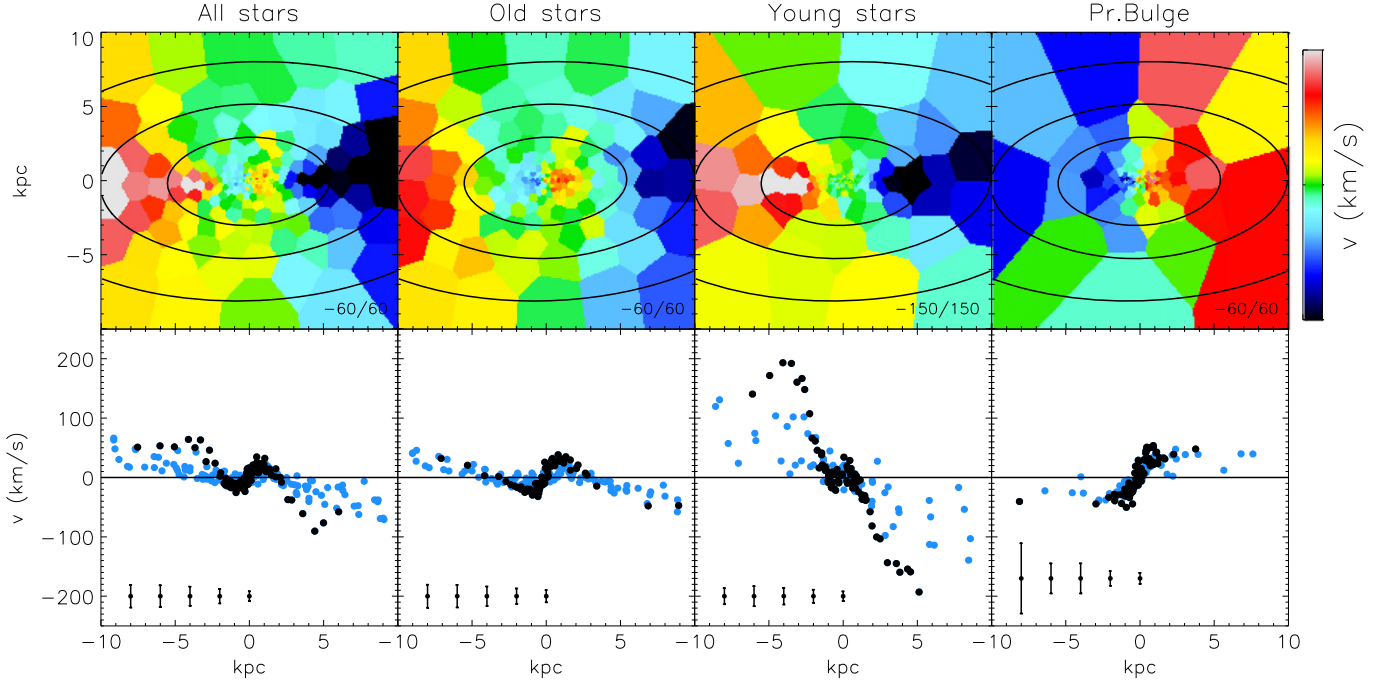 All stars Old stars Young stars Pr.Bulge
10
5
0
−5
kpc
−60/60 −60/60 −150/150 −60/60
v (km/s)
200
100
0
−100
−200
v (km/s)
−10 −5 0 5 −10 −5 0 5 −10 −5 0 5 −10 −5 0 5 10
kpc kpc kpc kpc